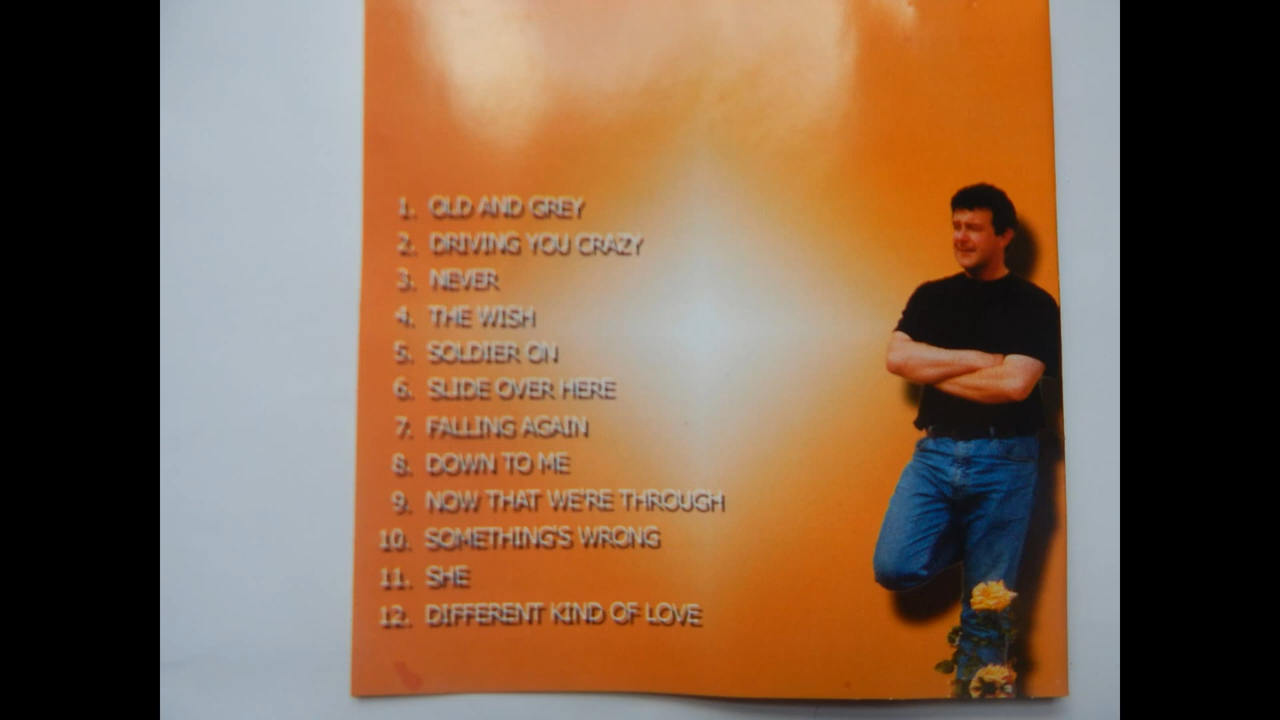 1. OLD AND GREY
2. DRIVING YOU CRAZY
3. NEVER
4. THE WISH
5. SOLDIER ON
6. SLIDE OVER HERE
7. FALLING AGAIN
8. DOWN TO ME
9. NOW THAT WE'RE THROUGH
10. SOMETHING'S WRONG
11. SHE
12. DIFFERENT KIND OF LOVE